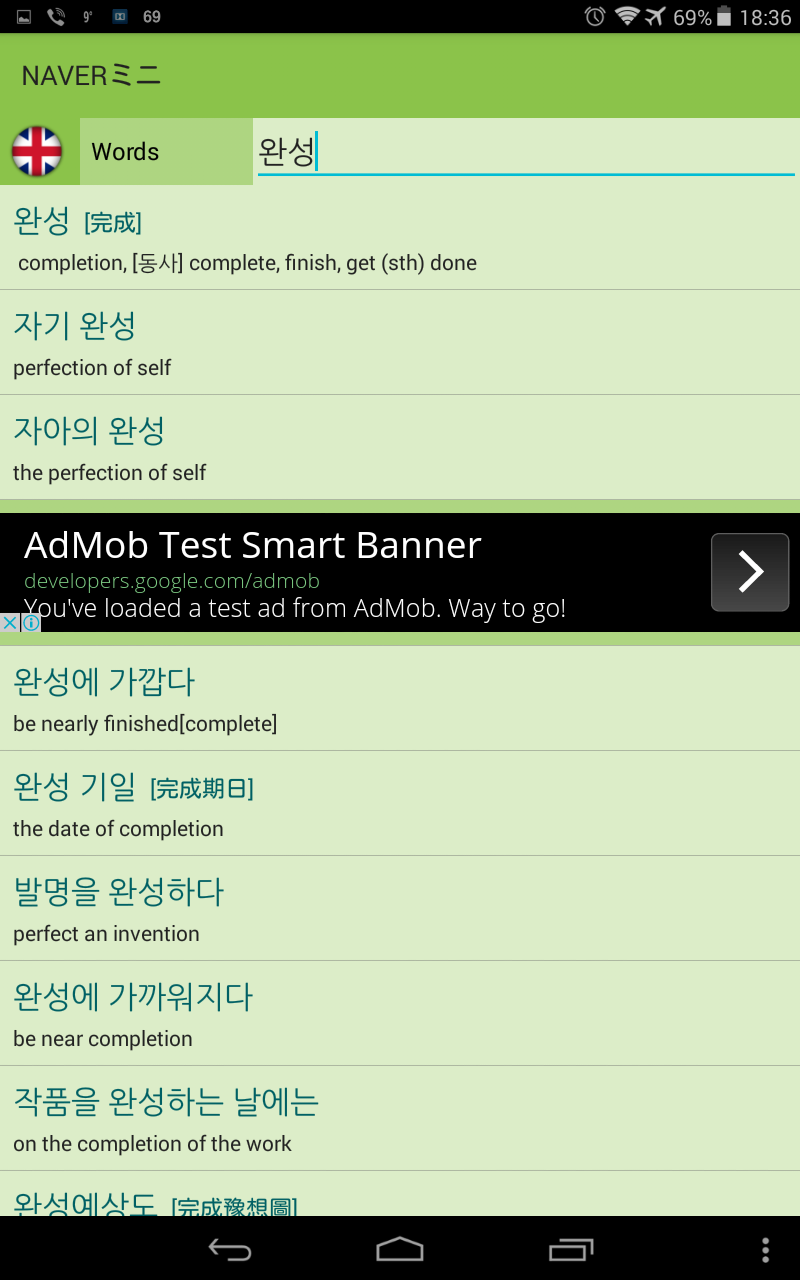 9° 69 69% 18:36
NAVERミニ
Words 완성
완성 [完成]
completion, [동사] complete, finish, get (sth) done
자기 완성
perfection of self
자아의 완성
the perfection of self
AdMob Test Smart Banner
developers.google.com/admob
You've loaded a test ad from AdMob. Way to go!
완성에 가깝다
be nearly finished[complete]
완성 기일 [完成期日]
the date of completion
발명을 완성하다
perfect an invention
완성에 가까워지다
be near completion
작품을 완성하는 날에는
on the completion of the work
완성예상도 [完成豫想圖]